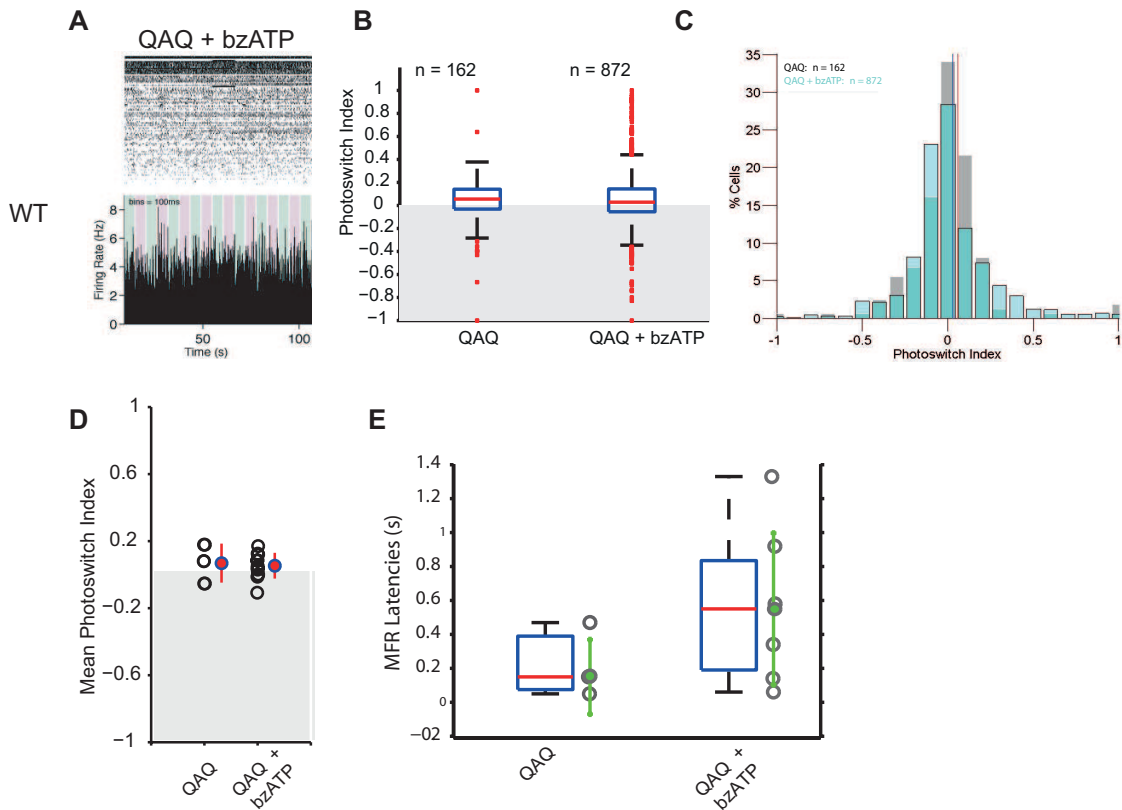 A
QAQ + bzATP
WT
bins = 100ms
8
6
4
2
0
Firing Rate (Hz)
50
100
Time (s)
B
n = 162
n = 872
1
0.8
0.6
0.4
0.2
0
−0.2
−0.4
−0.6
−0.8
−1
Photoswitch Index
QAQ
QAQ + bzATP
C
QAQ: n = 162
QAQ + bzATP: n = 872
35
30
25
20
15
10
5
0
% Cells
-1
-0.5
0
0.5
1
Photoswitch Index
D
1
0.6
0.2
−0.2
−0.6
−1
Mean Photoswitch Index
QAQ
QAQ +
bzATP
E
1.4
1.2
1
0.8
0.6
0.4
0.2
0
−02
MFR Latencies (s)
QAQ
QAQ +
bzATP